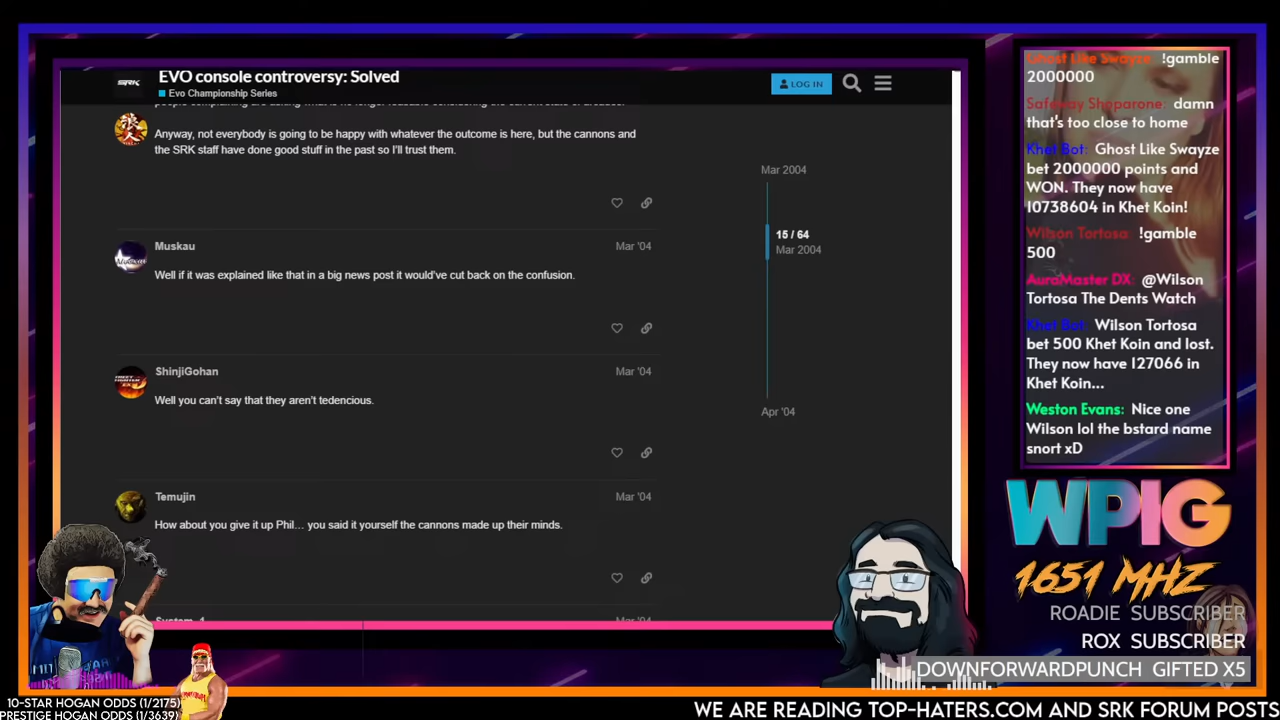 SRK
EVO console controversy: Solved
Evo Championship Series
LOG IN
Anyway, not everybody is going to be happy with whatever the outcome is here, but the cannons and
the SRK staff have done good stuff in the past so I'll trust them.
Muskau
Mar '04
Well if it was explained like that in a big news post it would've cut back on the confusion.
ShinjiGohan
Mar '04
Well you can't say that they aren't tedencious.
Temujin
Mar '04
How about you give it up Phil… you said it yourself the cannons made up their minds.
Mar 2004
15 / 64
Mar 2004
Apr '04
Ghost Like Swayze: !gamble
2000000
Safeway Shoparone: damn
that's too close to home
Khet Bot: Ghost Like Swayze
bet 2000000 points and
WON. They now have
10738604 in Khet Koin!
Wilson Tortosa: !gamble
500
AuraMaster DX: @Wilson
Tortosa The Dents Watch
Khet Bot: Wilson Tortosa
bet 500 Khet Koin and lost.
They now have 127066 in
Khet Koin...
Weston Evans: Nice one
Wilson lol the bstard name
snort xD
WPIG
1651 MHZ
ROADIE SUBSCRIBER
ROX SUBSCRIBER
DOWNFORWARDPUNCH GIFTED X5
10-STAR HOGAN ODDS (1/2175)
PRESTIGE HOGAN ODDS (1/3639)
WE ARE READING TOP-HATERS.COM AND SRK FORUM POSTS